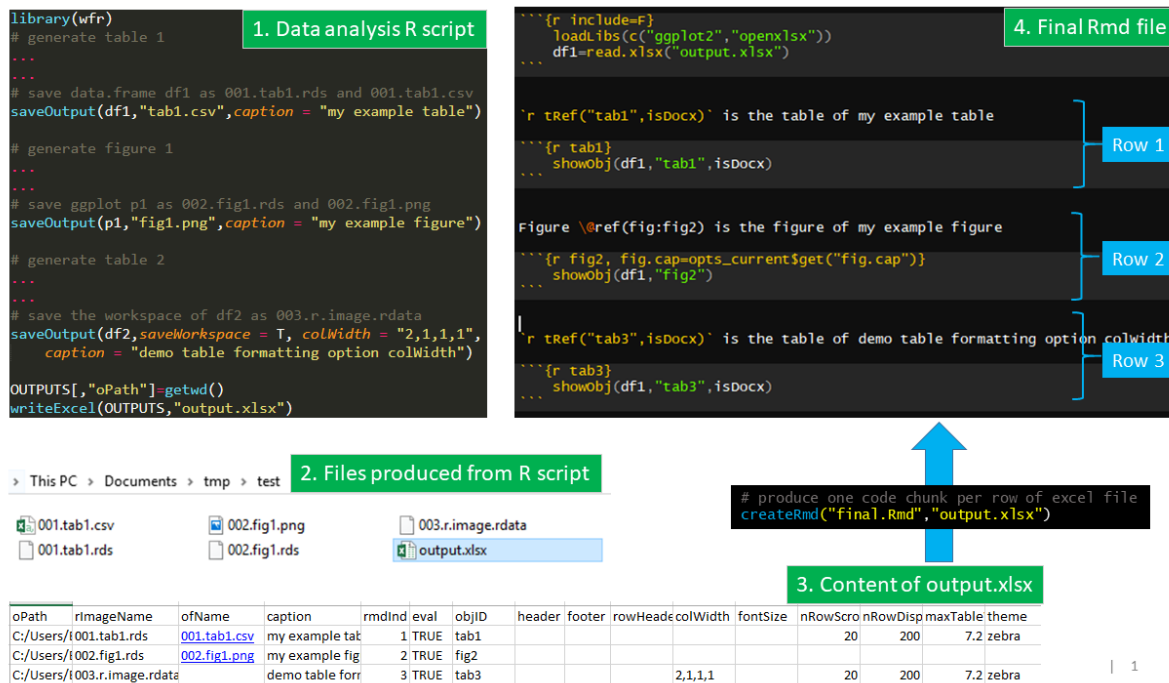 1. Data analysis R script
library(wfr)
# generate table 1
...
...
# save data.frame df1 as 001.tab1.rds and 001.tab1.csv
saveOutput(df1,"tab1.csv",caption = "my example table")
# generate figure 1
...
...
# save ggplot p1 as 002.fig1.rds and 002.fig1.png
saveOutput(p1,"fig1.png",caption = "my example figure")
# generate table 2
...
...
# save the workspace of df2 as 003.r.image.rdata
saveOutput(df2,saveWorkspace = T, colWidth = "2,1,1,1",
caption = "demo table formatting option colWidth")
OUTPUTS[,"oPath"]=getwd()
writeExcel(OUTPUTS,"output.xlsx")
4. Final Rmd file
```{r include=F}
loadLibs(c("ggplot2","openxlsx"))
df1=read.xlsx("output.xlsx")
```
`r tRef("tab1",isDocx)` is the table of my example table
```{r tab1}
showObj(df1,"tab1",isDocx)
```
Row 1
Figure \@ref(fig:fig2) is the figure of my example figure
```{r fig2, fig.cap=opts_current$get("fig.cap")}
showObj(df1,"fig2")
```
Row 2
`r tRef("tab3",isDocx)` is the table of demo table formatting option colWidth
```{r tab3}
showObj(df1,"tab3",isDocx)
```
Row 3
2. Files produced from R script
> This PC > Documents > tmp > test
001.tab1.csv 002.fig1.png 003.r.image.rdata
001.tab1.rds 002.fig1.rds output.xlsx
# produce one code chunk per row of excel file
createRmd("final.Rmd","output.xlsx")
3. Content of output.xlsx
oPath rImageName ofName caption rmdInd eval objID header footer rowHeade colWidth fontSize nRowScro nRowDisp maxTable theme
C:/Users/ 001.tab1.rds 001.tab1.csv my example tab 1 TRUE tab1 20 200 7.2 zebra
C:/Users/ 002.fig1.rds 002.fig1.png my example fig 2 TRUE fig2
C:/Users/ 003.r.image.rdata demo table forr 3 TRUE tab3 2,1,1,1 20 200 7.2 zebra
| 1